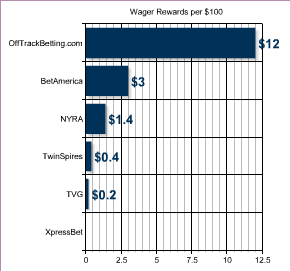 Wager Rewards per $100
OffTrackBetting.com $12
BetAmerica $3
NYRA $1.4
TwinSpires $0.4
TVG $0.2
XpressBet
0 2.5 5 7.5 10 12.5